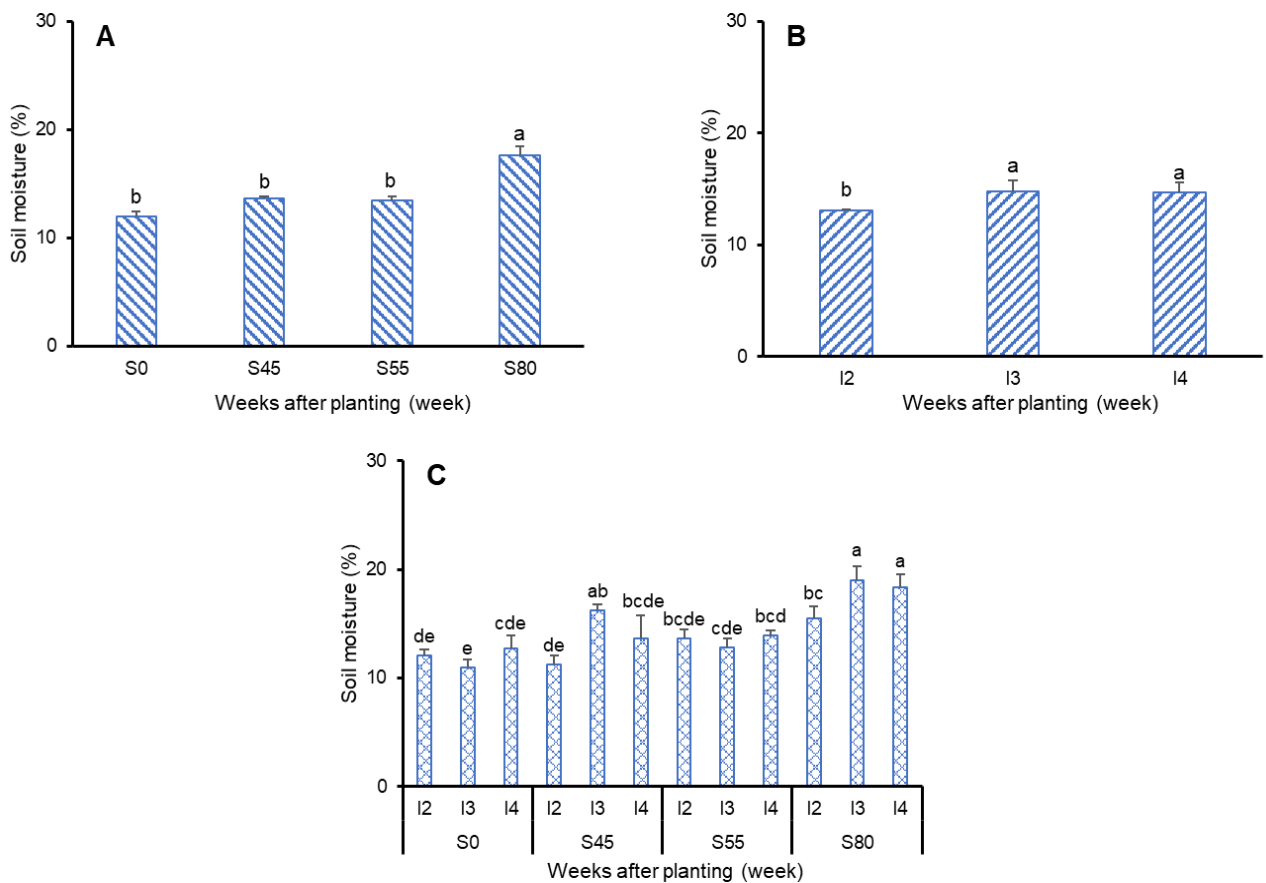 A
Soil moisture (%)
30
20
10
0
b
b
b
a
S0 S45 S55 S80
Weeks after planting (week)
B
Soil moisture (%)
30
20
10
0
b
a
a
I2 I3 I4
Weeks after planting (week)
C
Soil moisture (%)
30
20
10
0
de
e
cde
de
ab
bcde
bcde
cde
bcd
bc
a
a
I2 I3 I4 I2 I3 I4 I2 I3 I4 I2 I3 I4
S0 S45 S55 S80
Weeks after planting (week)